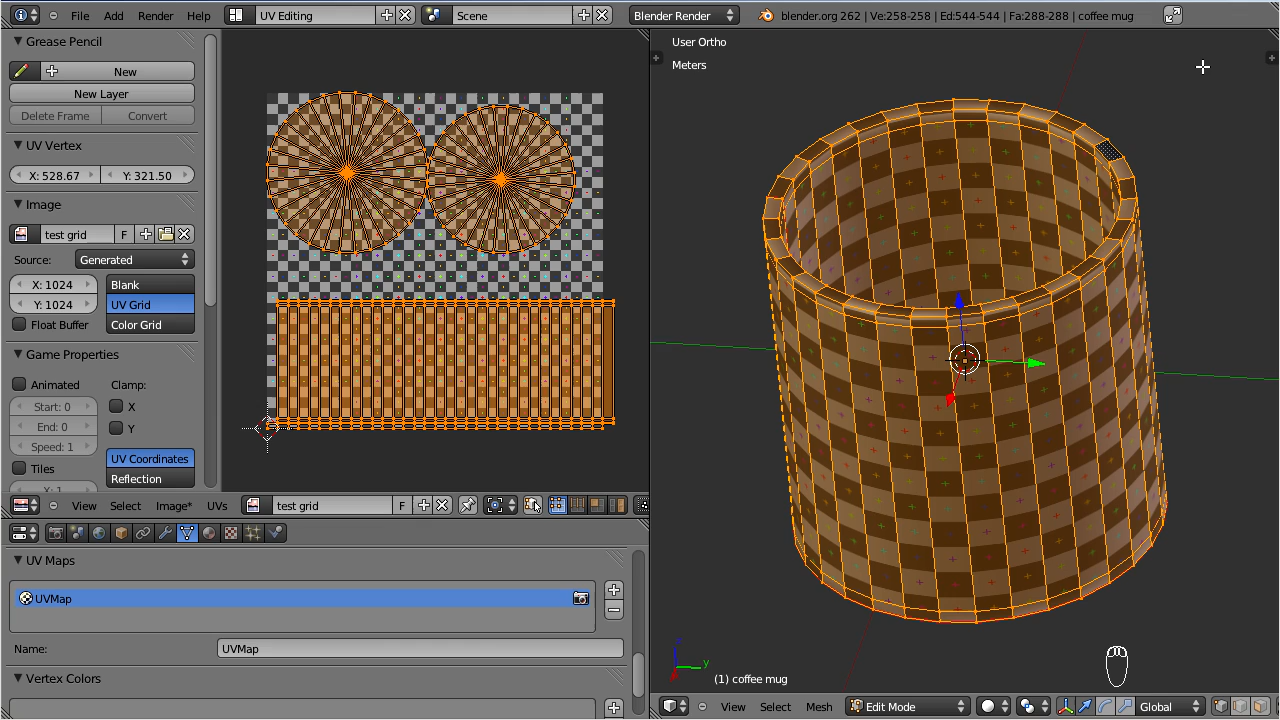 File Add Render Help UV Editing Scene Blender Render blender.org 262 | Ve:258-258 | Ed:544-544 | Fa:288-288 | coffee mug
Grease Pencil
New
New Layer
Delete Frame Convert
UV Vertex
X: 528.67 Y: 321.50
Image
test grid F
Source: Generated
X: 1024 Blank
Y: 1024 UV Grid
Float Buffer Color Grid
Game Properties
Animated Clamp:
Start: 0 X
End: 0 Y
Speed: 1
Tiles UV Coordinates
X: 1 Reflection
View Select Image* UVs test grid F
UV Maps
UVMap
Name: UVMap
Vertex Colors
User Ortho
Meters
z
y
(1) coffee mug
View Select Mesh Edit Mode Global